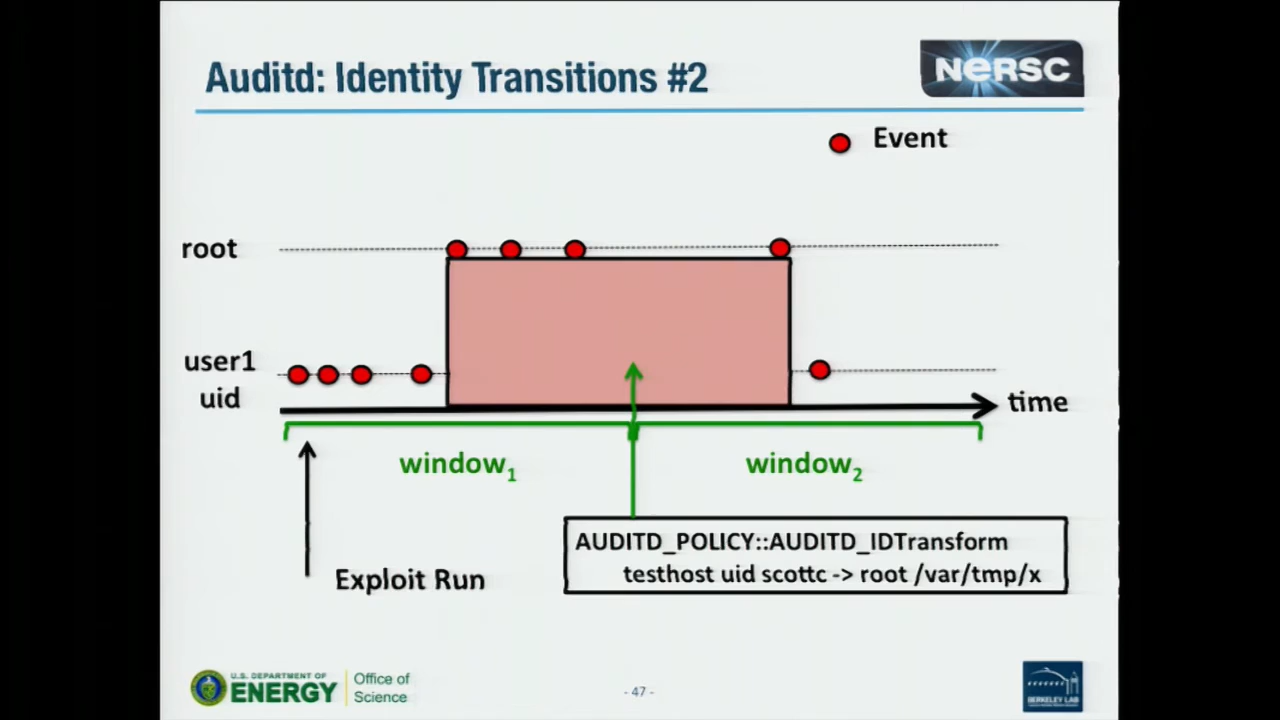 Auditd: Identity Transitions #2
NERSC
Event
root
user1
uid
time
window1
window2
AUDITD_POLICY::AUDITD_IDTransform
testhost uid scottc -> root /var/tmp/x
Exploit Run
U.S. DEPARTMENT OF
ENERGY
Office of
Science
- 47 -
BERKELEY LAB